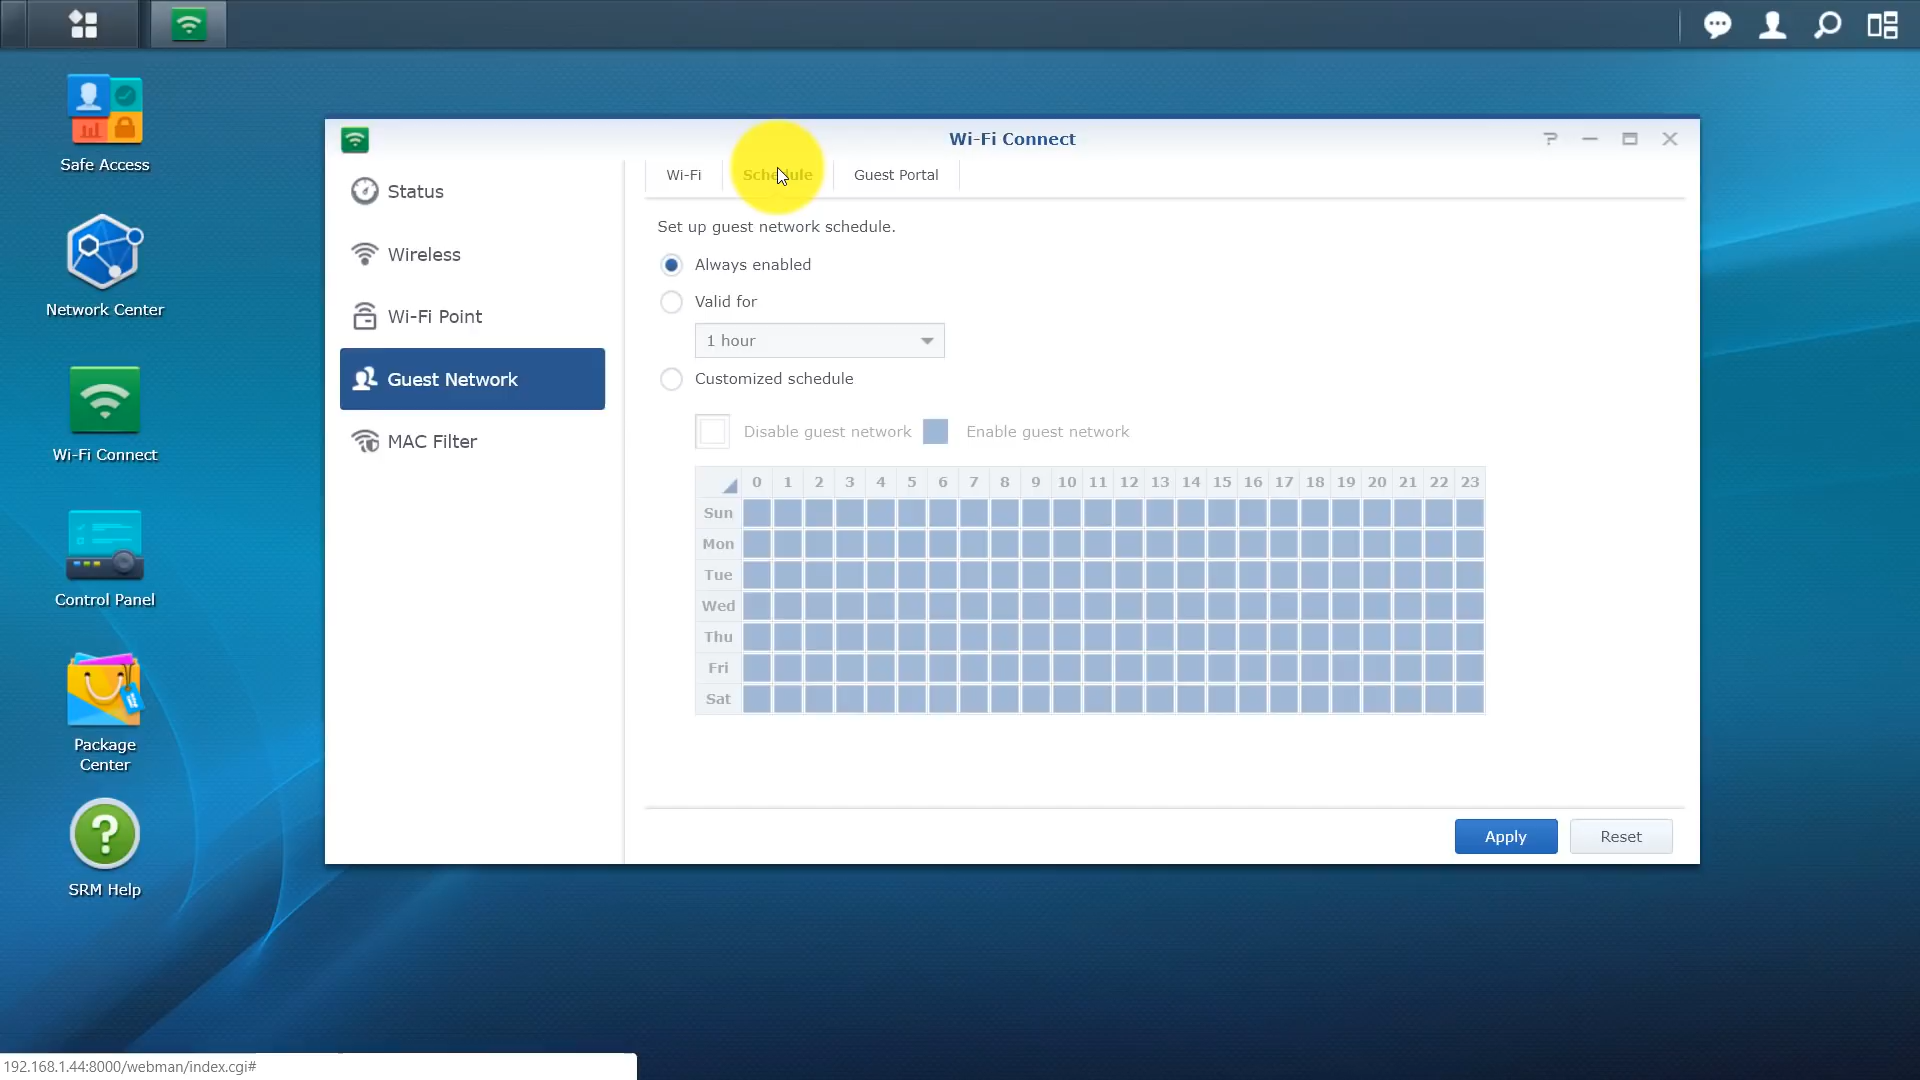 Wi-Fi Connect
Safe Access
Network Center
Wi-Fi Connect
Control Panel
Package
Center
SRM Help
Status
Wireless
Wi-Fi Point
Guest Network
MAC Filter
Wi-Fi Schedule Guest Portal
Set up guest network schedule.
Always enabled
Valid for
1 hour
Customized schedule
Disable guest network Enable guest network
0 1 2 3 4 5 6 7 8 9 10 11 12 13 14 15 16 17 18 19 20 21 22 23
Sun
Mon
Tue
Wed
Thu
Fri
Sat
Apply Reset
192.168.1.44:8000/webman/index.cgi#